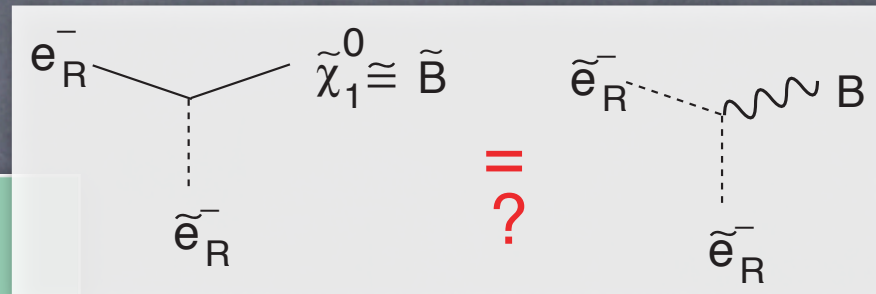 e⁻_R χ̃⁰₁ ≅ B̃
ẽ⁻_R
=
?
ẽ⁻_R B
ẽ⁻_R